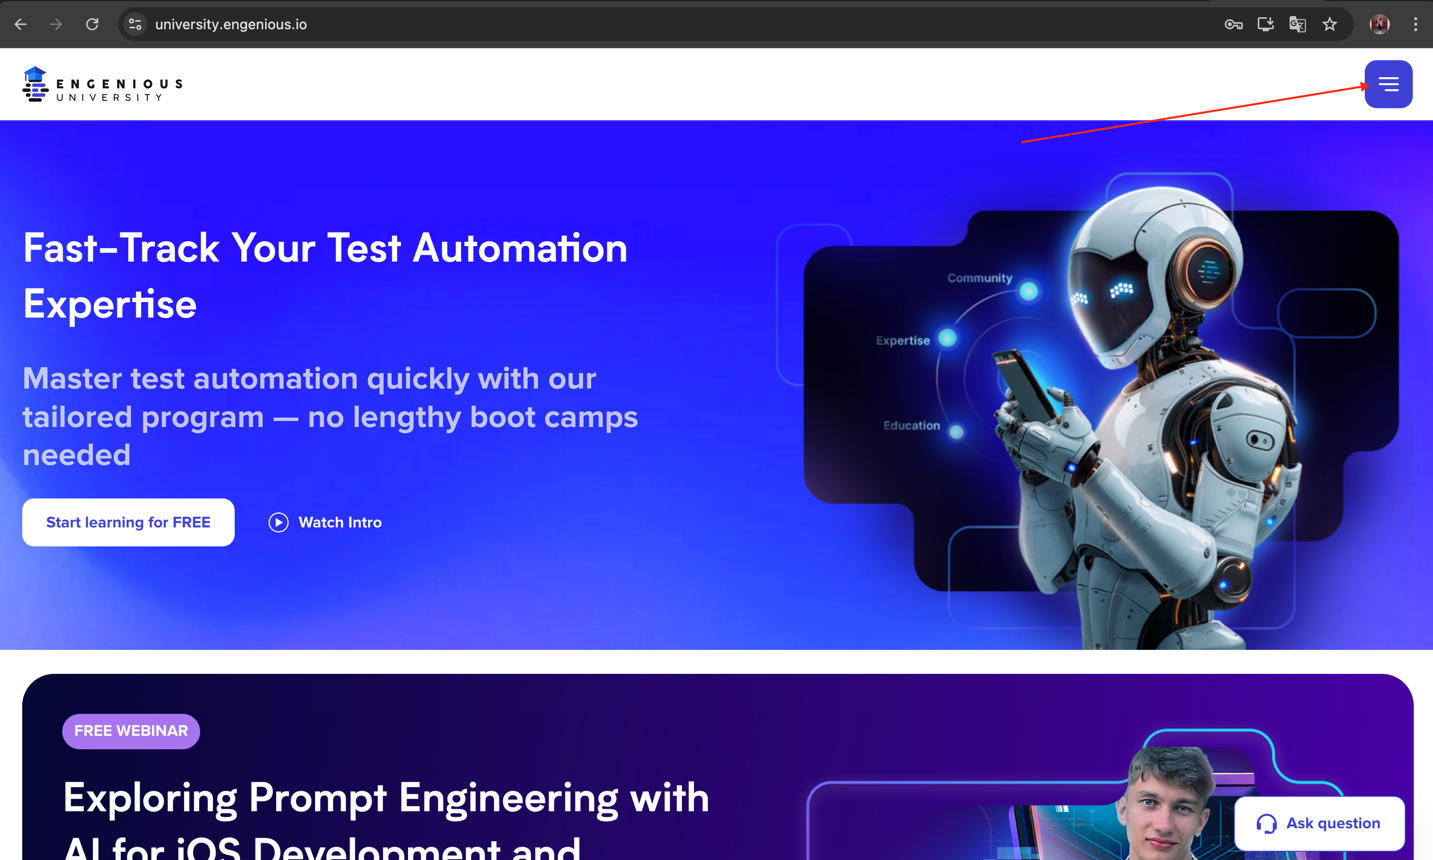 university.engenious.io
ENGENIOUS
UNIVERSITY
Fast-Track Your Test Automation
Expertise
Master test automation quickly with our
tailored program — no lengthy boot camps
needed
Start learning for FREE
Watch Intro
Community
Expertise
Education
FREE WEBINAR
Exploring Prompt Engineering with
AI for iOS Development and
Ask question